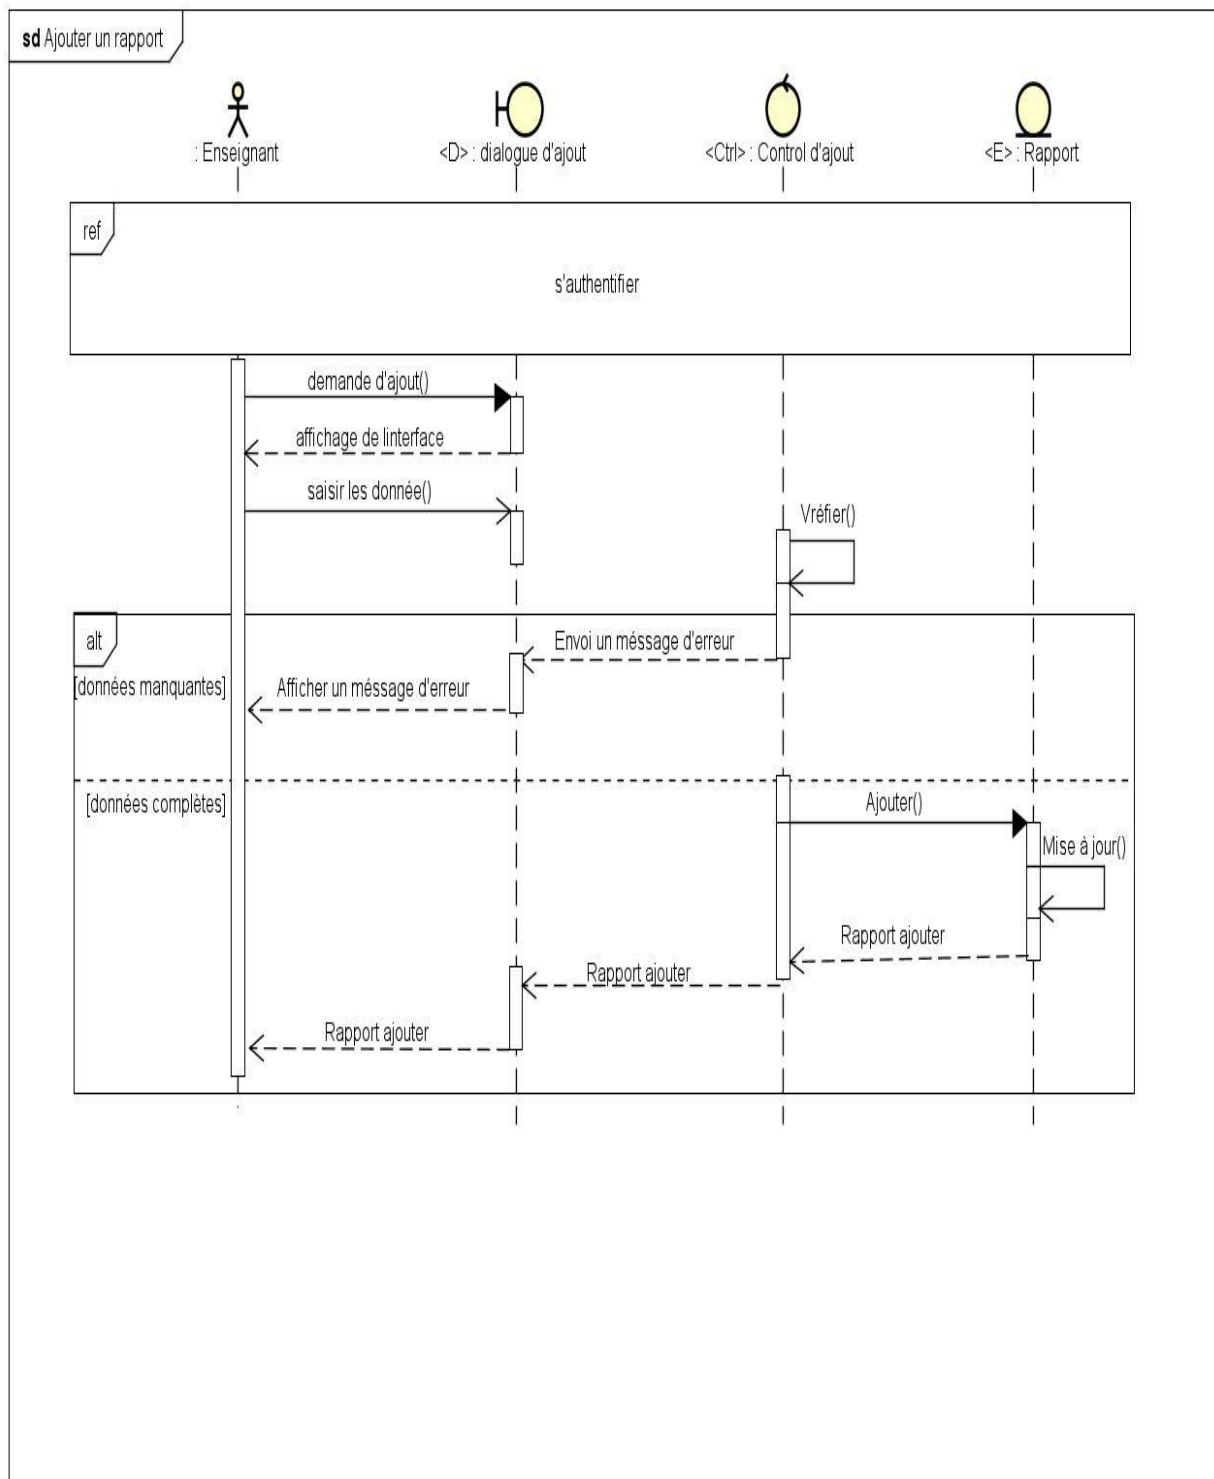 sd Ajouter un rapport
: Enseignant
<D> : dialogue d'ajout
<Ctrl> : Control d'ajout
<E> : Rapport
ref
s'authentifier
demande d'ajout()
affichage de linterface
saisir les donnée()
Vréfier()
alt
Envoi un méssage d'erreur
[données manquantes]
Afficher un méssage d'erreur
[données complètes]
Ajouter()
Mise à jour()
Rapport ajouter
Rapport ajouter
Rapport ajouter